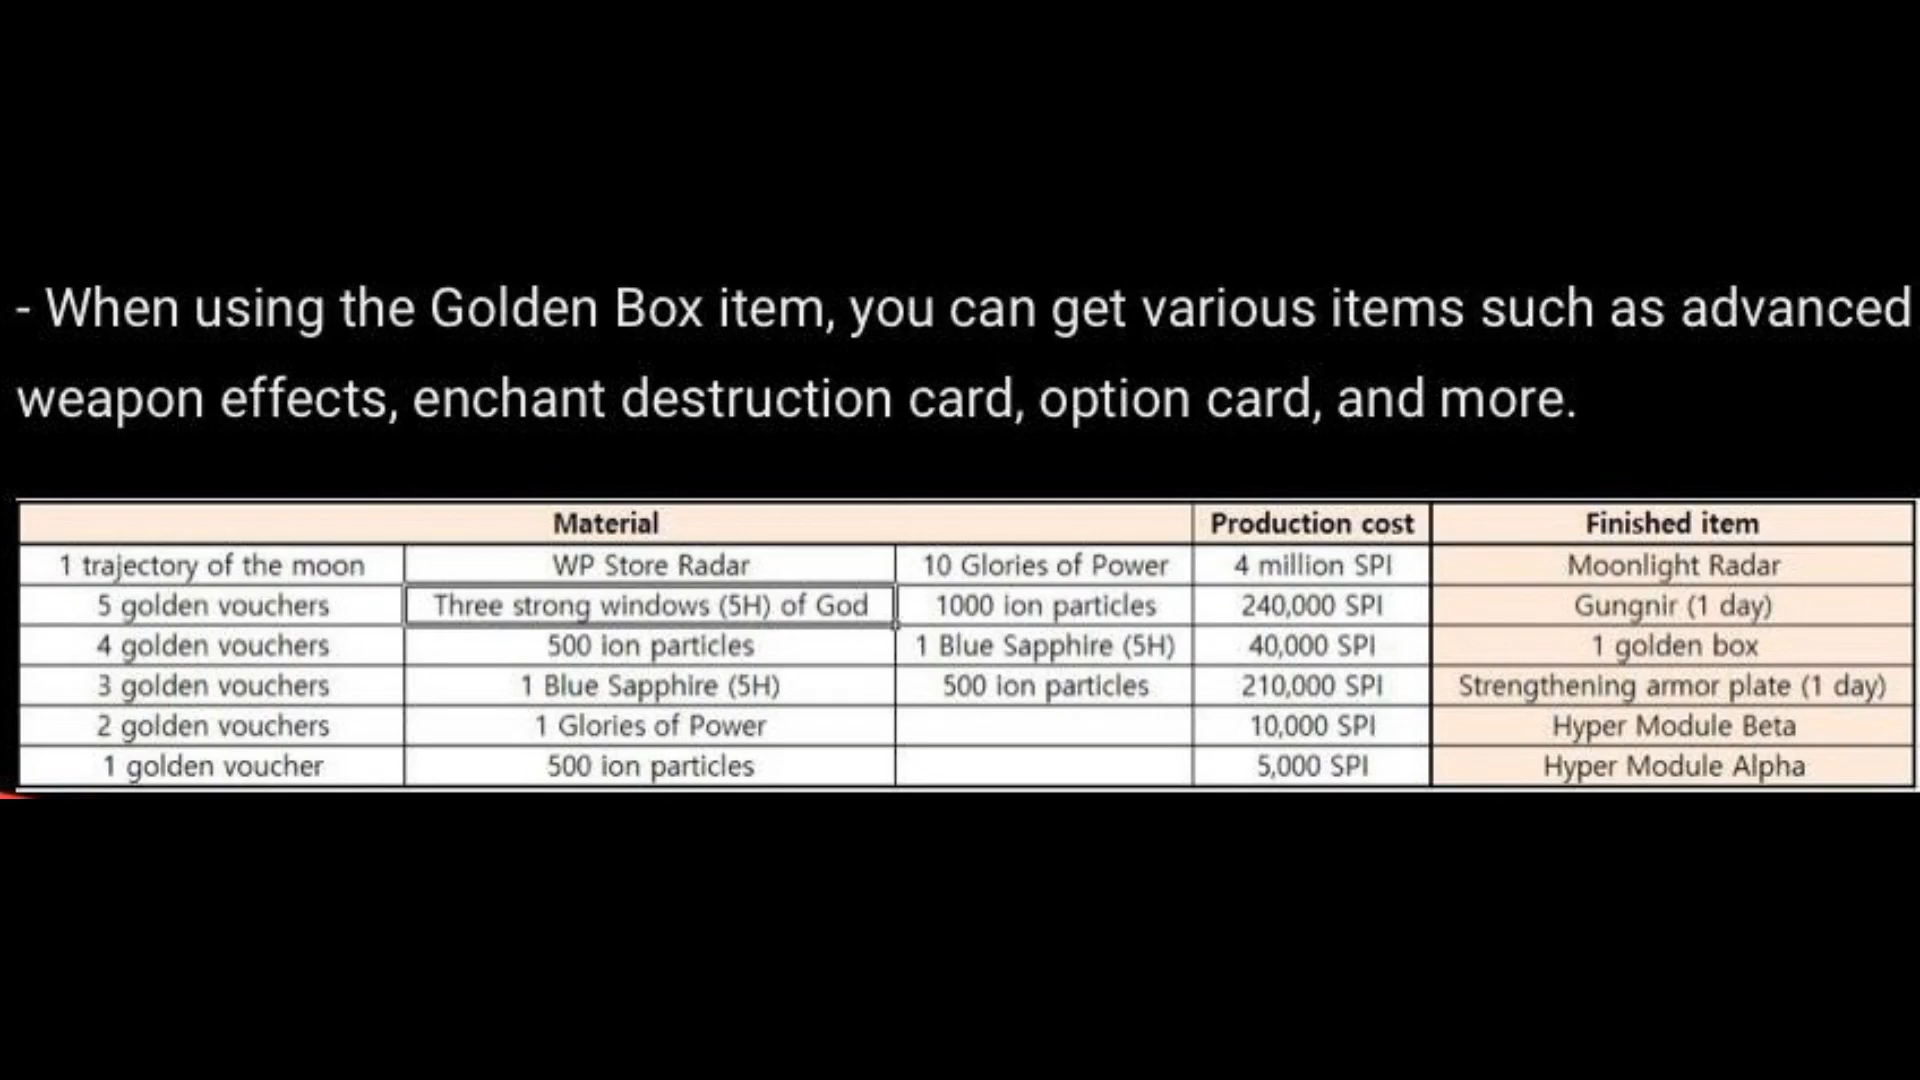 - When using the Golden Box item, you can get various items such as advanced
weapon effects, enchant destruction card, option card, and more.
Material Production cost Finished item
1 trajectory of the moon WP Store Radar 10 Glories of Power 4 million SPI Moonlight Radar
5 golden vouchers Three strong windows (5H) of God 1000 ion particles 240,000 SPI Gungnir (1 day)
4 golden vouchers 500 ion particles 1 Blue Sapphire (5H) 40,000 SPI 1 golden box
3 golden vouchers 1 Blue Sapphire (5H) 500 ion particles 210,000 SPI Strengthening armor plate (1 day)
2 golden vouchers 1 Glories of Power 10,000 SPI Hyper Module Beta
1 golden voucher 500 ion particles 5,000 SPI Hyper Module Alpha